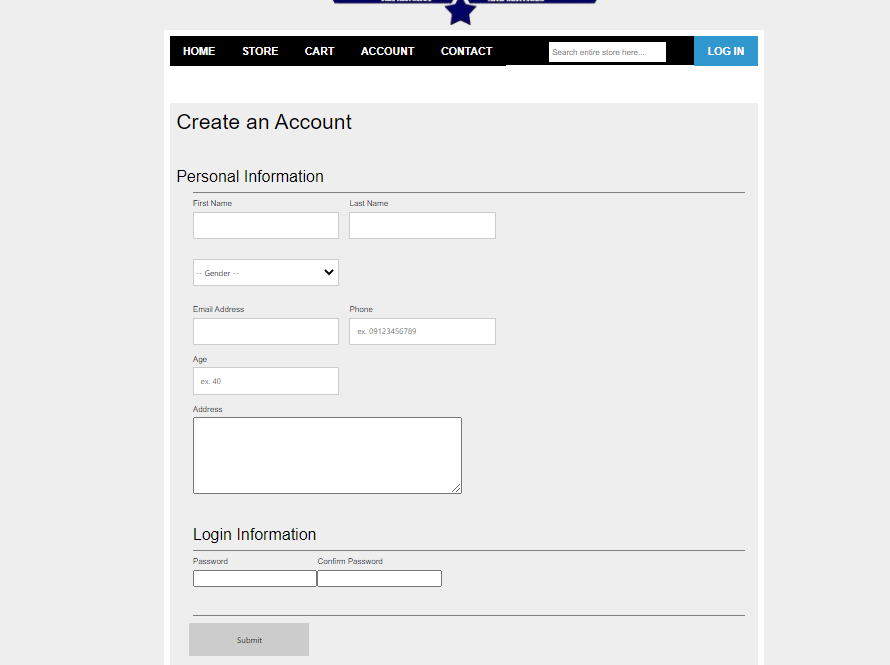 HOME STORE CART ACCOUNT CONTACT Search entire store here... LOG IN
Create an Account
Personal Information
First Name Last Name
-- Gender --
Email Address Phone
ex. 09123456789
Age
ex. 40
Address
Login Information
Password Confirm Password
Submit